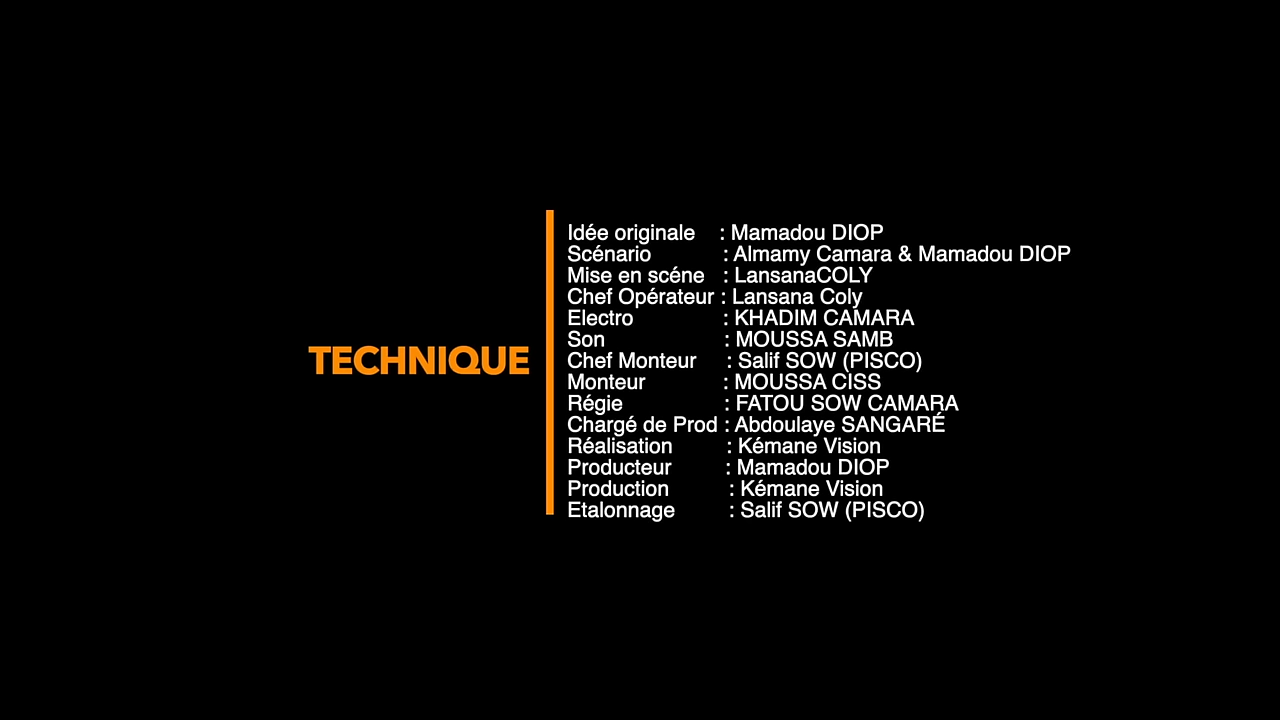 TECHNIQUE
Idée originale : Mamadou DIOP
Scénario : Almamy Camara & Mamadou DIOP
Mise en scéne : LansanaCOLY
Chef Opérateur : Lansana Coly
Electro : KHADIM CAMARA
Son : MOUSSA SAMB
Chef Monteur : Salif SOW (PISCO)
Monteur : MOUSSA CISS
Régie : FATOU SOW CAMARA
Chargé de Prod : Abdoulaye SANGARÉ
Réalisation : Kémane Vision
Producteur : Mamadou DIOP
Production : Kémane Vision
Etalonnage : Salif SOW (PISCO)